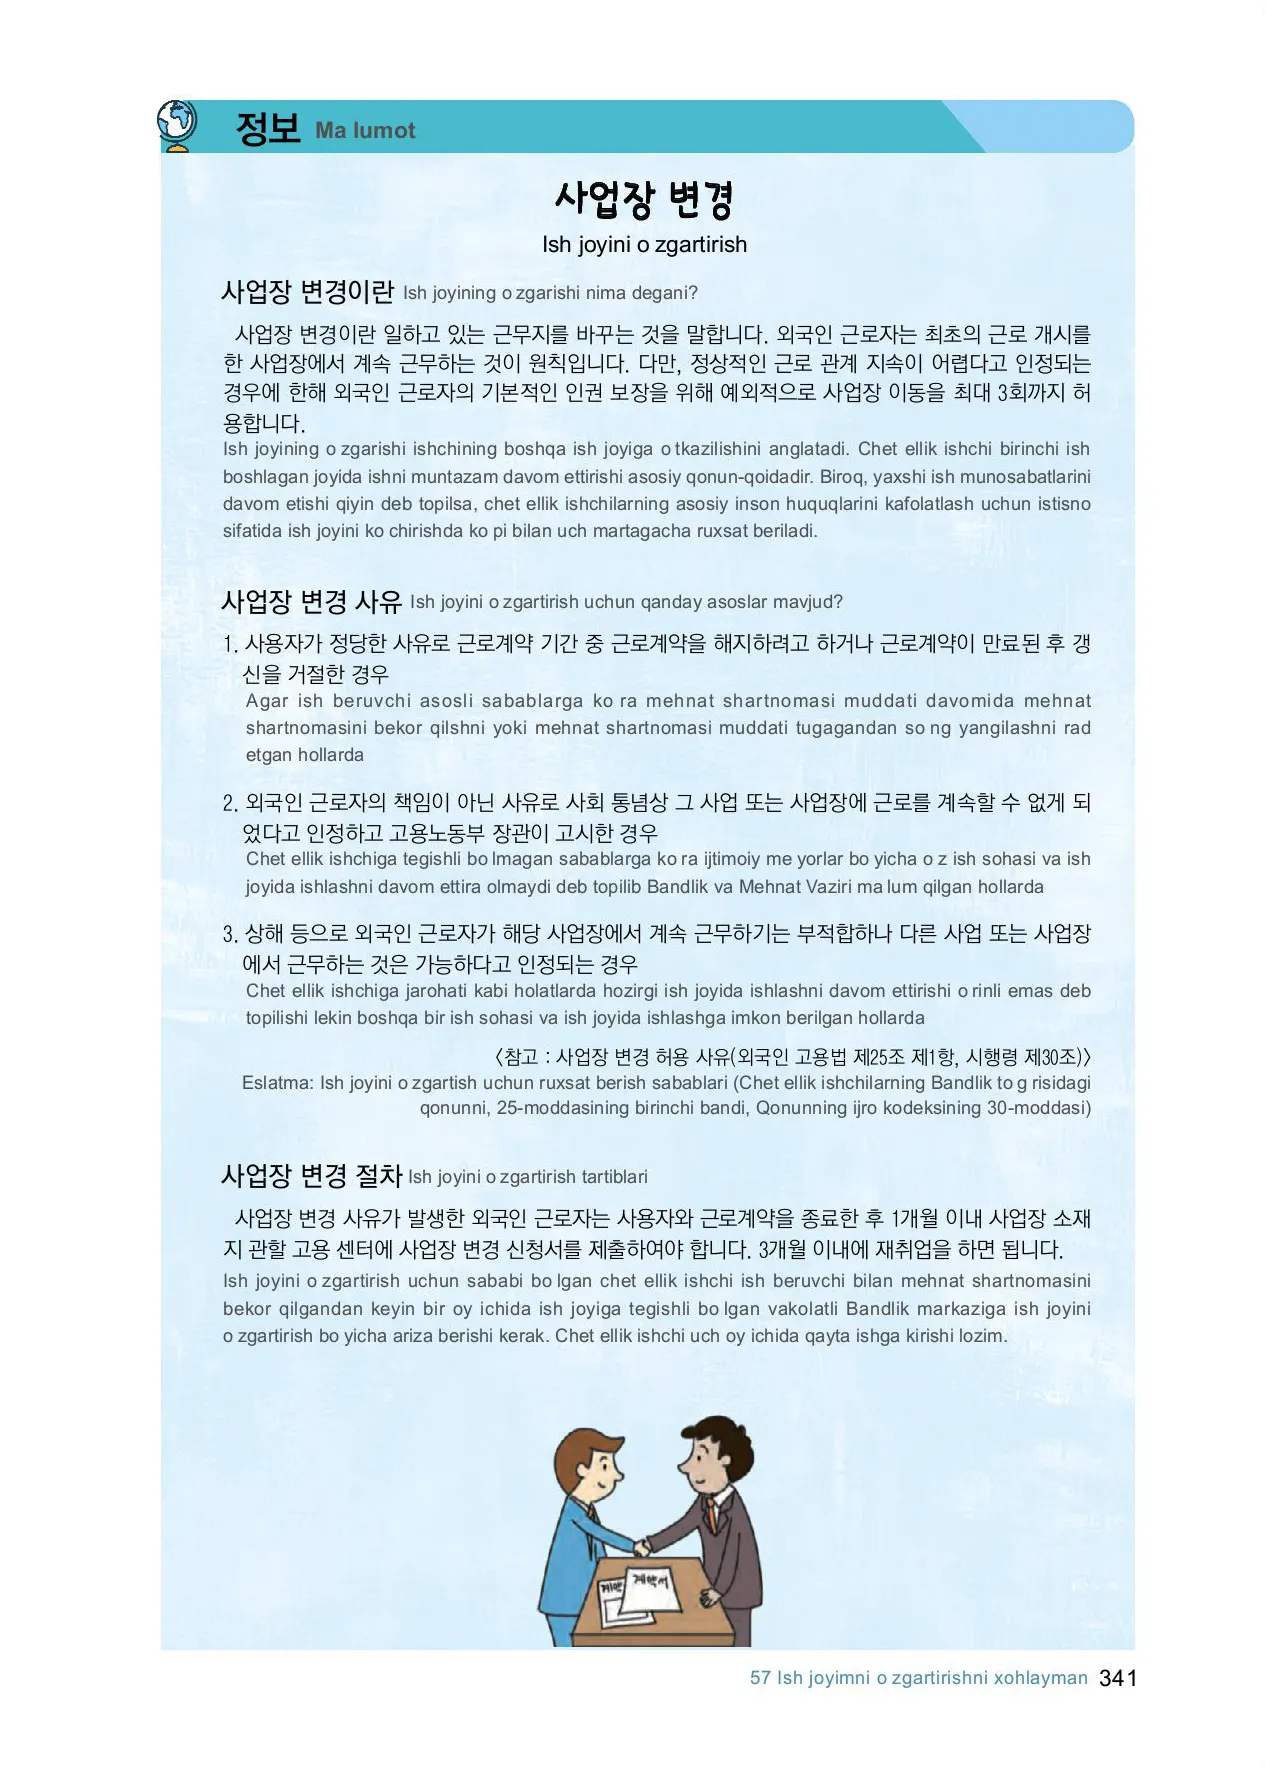 정보 Ma lumot
사업장 변경
Ish joyini o zgartirish
사업장 변경이란 Ish joyining o zgarishi nima degani?
사업장 변경이란 일하고 있는 근무지를 바꾸는 것을 말합니다. 외국인 근로자는 최초의 근로 개시를
한 사업장에서 계속 근무하는 것이 원칙입니다. 다만, 정상적인 근로 관계 지속이 어렵다고 인정되는
경우에 한해 외국인 근로자의 기본적인 인권 보장을 위해 예외적으로 사업장 이동을 최대 3회까지 허
용합니다.
Ish joyining o zgarishi ishchining boshqa ish joyiga o tkazilishini anglatadi. Chet ellik ishchi birinchi ish
boshlagan joyida ishni muntazam davom ettirishi asosiy qonun-qoidadir. Biroq, yaxshi ish munosabatlarini
davom etishi qiyin deb topilsa, chet ellik ishchilarning asosiy inson huquqlarini kafolatlash uchun istisno
sifatida ish joyini ko chirishda ko pi bilan uch martagacha ruxsat beriladi.
사업장 변경 사유 Ish joyini o zgartirish uchun qanday asoslar mavjud?
1. 사용자가 정당한 사유로 근로계약 기간 중 근로계약을 해지하려고 하거나 근로계약이 만료된 후 갱
신을 거절한 경우
Agar ish beruvchi asosli sabablarga ko ra mehnat shartnomasi muddati davomida mehnat
shartnomasini bekor qilshni yoki mehnat shartnomasi muddati tugagandan so ng yangilashni rad
etgan hollarda
2. 외국인 근로자의 책임이 아닌 사유로 사회 통념상 그 사업 또는 사업장에 근로를 계속할 수 없게 되
었다고 인정하고 고용노동부 장관이 고시한 경우
Chet ellik ishchiga tegishli bo lmagan sabablarga ko ra ijtimoiy me yorlar bo yicha o z ish sohasi va ish
joyida ishlashni davom ettira olmaydi deb topilib Bandlik va Mehnat Vaziri ma lum qilgan hollarda
3. 상해 등으로 외국인 근로자가 해당 사업장에서 계속 근무하기는 부적합하나 다른 사업 또는 사업장
에서 근무하는 것은 가능하다고 인정되는 경우
Chet ellik ishchiga jarohati kabi holatlarda hozirgi ish joyida ishlashni davom ettirishi o rinli emas deb
topilishi lekin boshqa bir ish sohasi va ish joyida ishlashga imkon berilgan hollarda
〈참고 : 사업장 변경 허용 사유(외국인 고용법 제25조 제1항, 시행령 제30조)〉
Eslatma: Ish joyini o zgartish uchun ruxsat berish sabablari (Chet ellik ishchilarning Bandlik to g risidagi
qonunni, 25-moddasining birinchi bandi, Qonunning ijro kodeksining 30-moddasi)
사업장 변경 절차 Ish joyini o zgartirish tartiblari
사업장 변경 사유가 발생한 외국인 근로자는 사용자와 근로계약을 종료한 후 1개월 이내 사업장 소재
지 관할 고용 센터에 사업장 변경 신청서를 제출하여야 합니다. 3개월 이내에 재취업을 하면 됩니다.
Ish joyini o zgartirish uchun sababi bo lgan chet ellik ishchi ish beruvchi bilan mehnat shartnomasini
bekor qilgandan keyin bir oy ichida ish joyiga tegishli bo lgan vakolatli Bandlik markaziga ish joyini
o zgartirish bo yicha ariza berishi kerak. Chet ellik ishchi uch oy ichida qayta ishga kirishi lozim.
계약 계약서
57 Ish joyimni o zgartirishni xohlayman 341